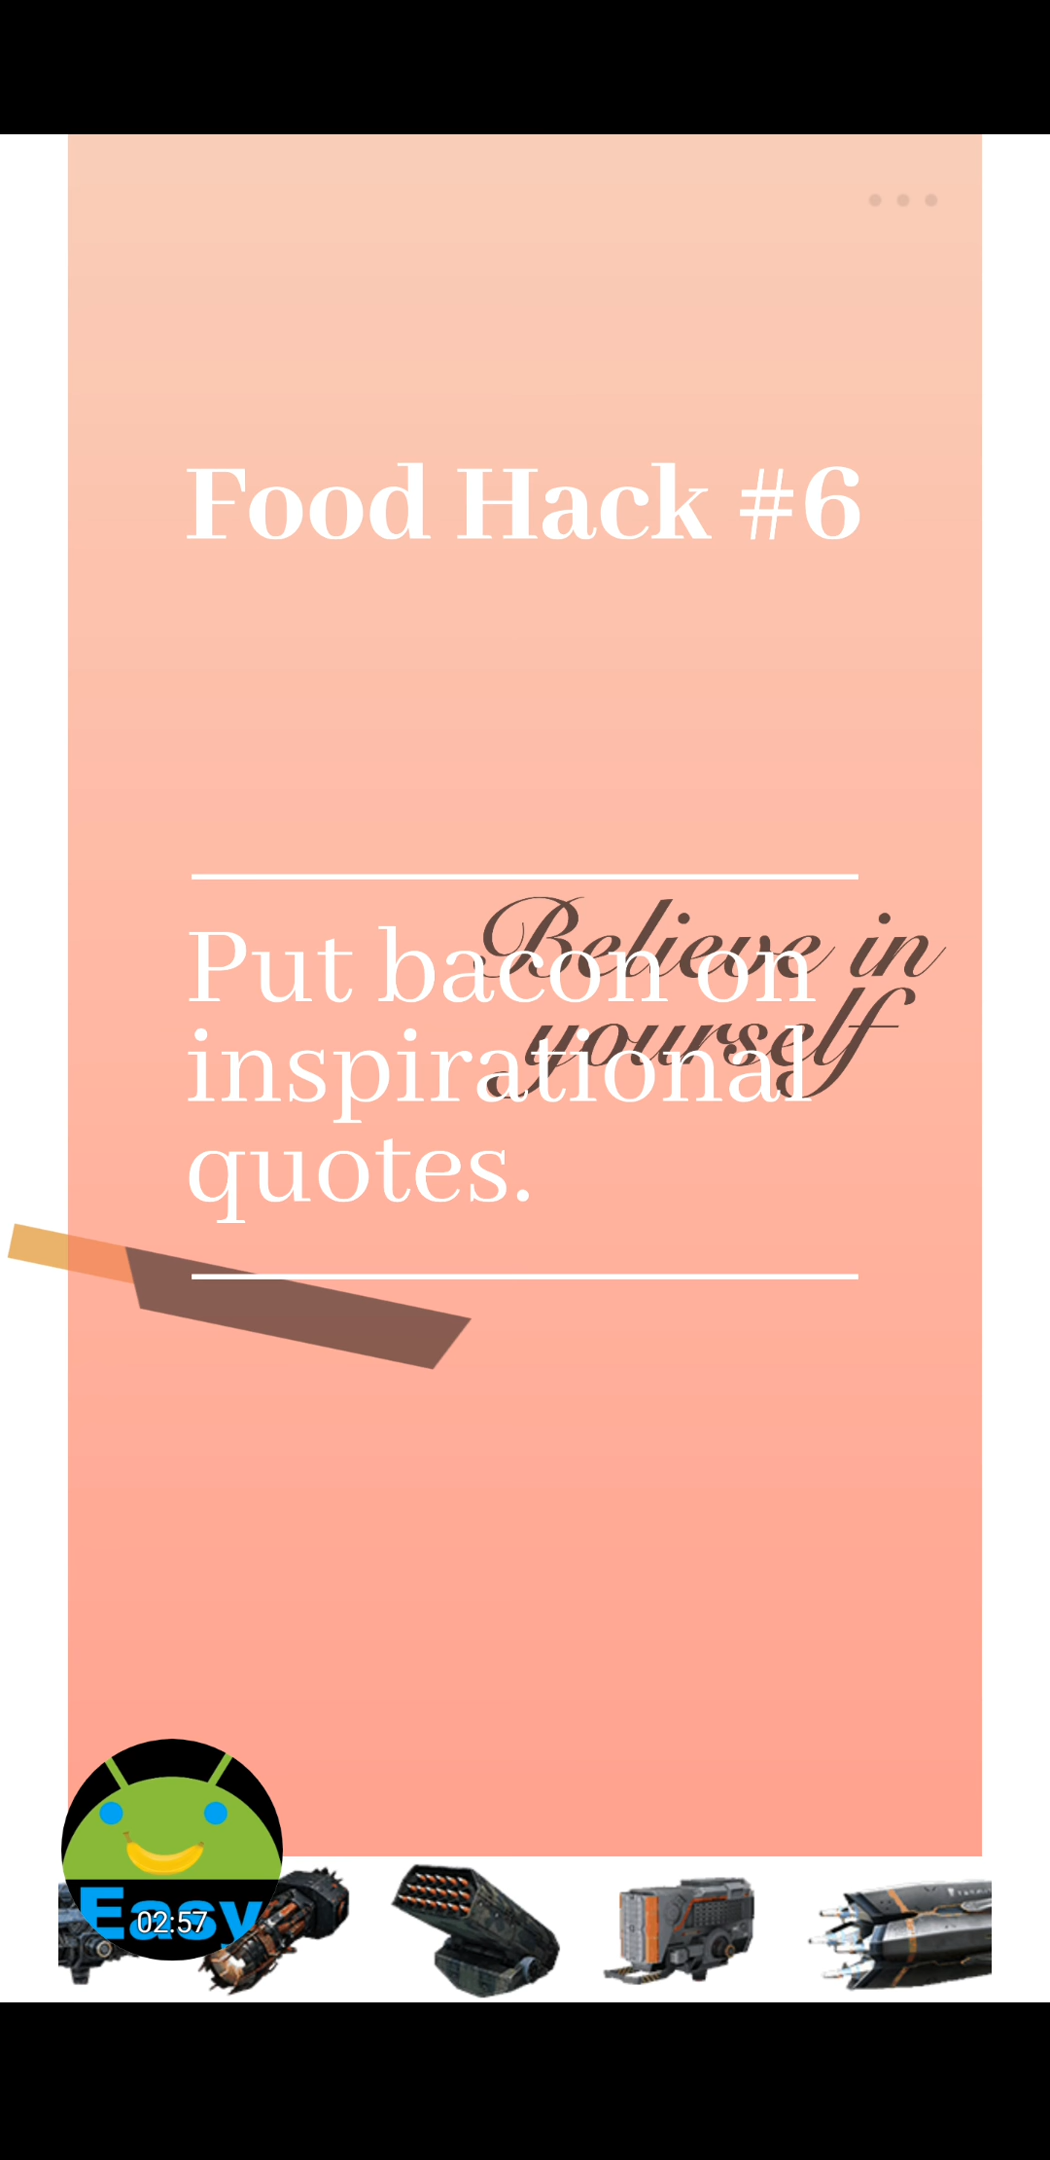 Food Hack #6
Believe in
Put bacon on
yourself
inspirational
quotes.
Easy
02:57